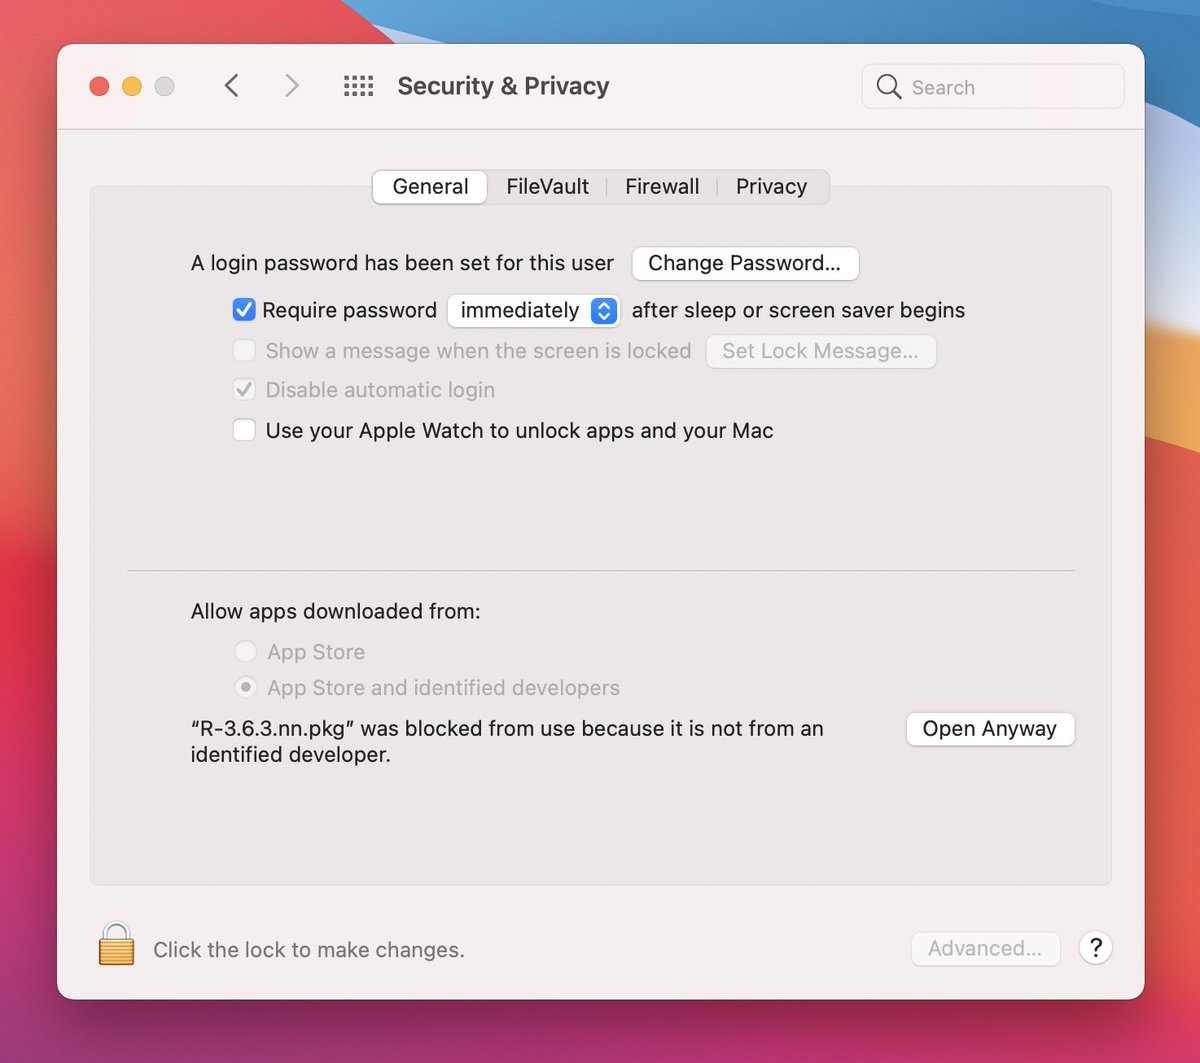 Security & Privacy
Search
General
FileVault
Firewall
Privacy
A login password has been set for this user
Change Password...
Require password
immediately
after sleep or screen saver begins
Show a message when the screen is locked
Set Lock Message...
Disable automatic login
Use your Apple Watch to unlock apps and your Mac
Allow apps downloaded from:
App Store
App Store and identified developers
“R-3.6.3.nn.pkg” was blocked from use because it is not from an
identified developer.
Open Anyway
Click the lock to make changes.
Advanced...
?